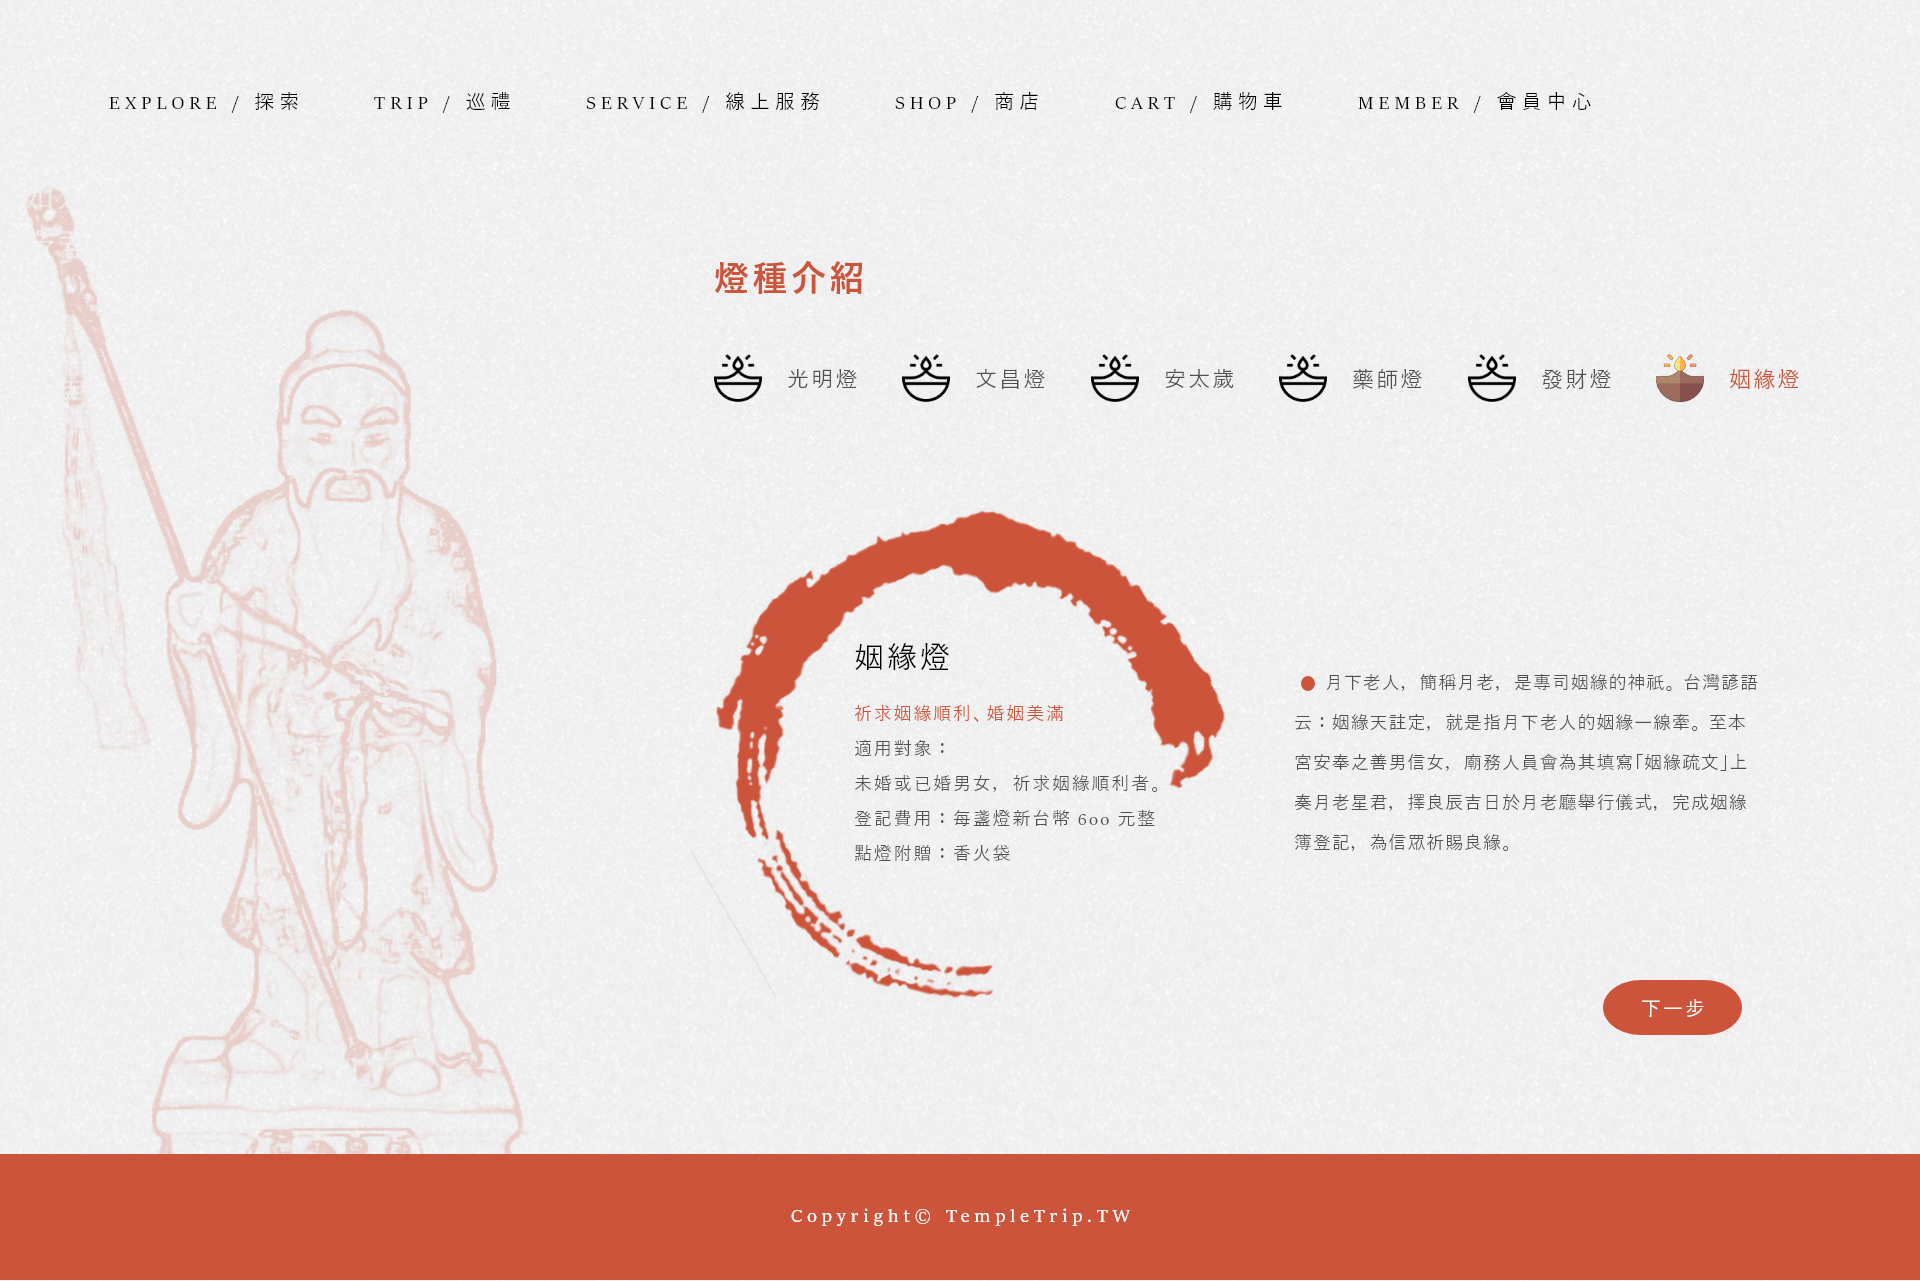 EXPLORE / 探索
TRIP / 巡禮
SERVICE / 線上服務
SHOP / 商店
CART / 購物車
MEMBER / 會員中心
燈種介紹
光明燈
文昌燈
安太歲
藥師燈
發財燈
姻緣燈
姻緣燈
祈求姻緣順利、婚姻美滿
適用對象：
未婚或已婚男女，祈求姻緣順利者。
登記費用：每盞燈新台幣 600 元整
點燈附贈：香火袋
月下老人，簡稱月老，是專司姻緣的神祇。台灣諺語
云：姻緣天註定，就是指月下老人的姻緣一線牽。至本
宮安奉之善男信女，廟務人員會為其填寫「姻緣疏文」上
奏月老星君，擇良辰吉日於月老廳舉行儀式，完成姻緣
簿登記，為信眾祈賜良緣。
下一步
Copyright© TempleTrip.TW